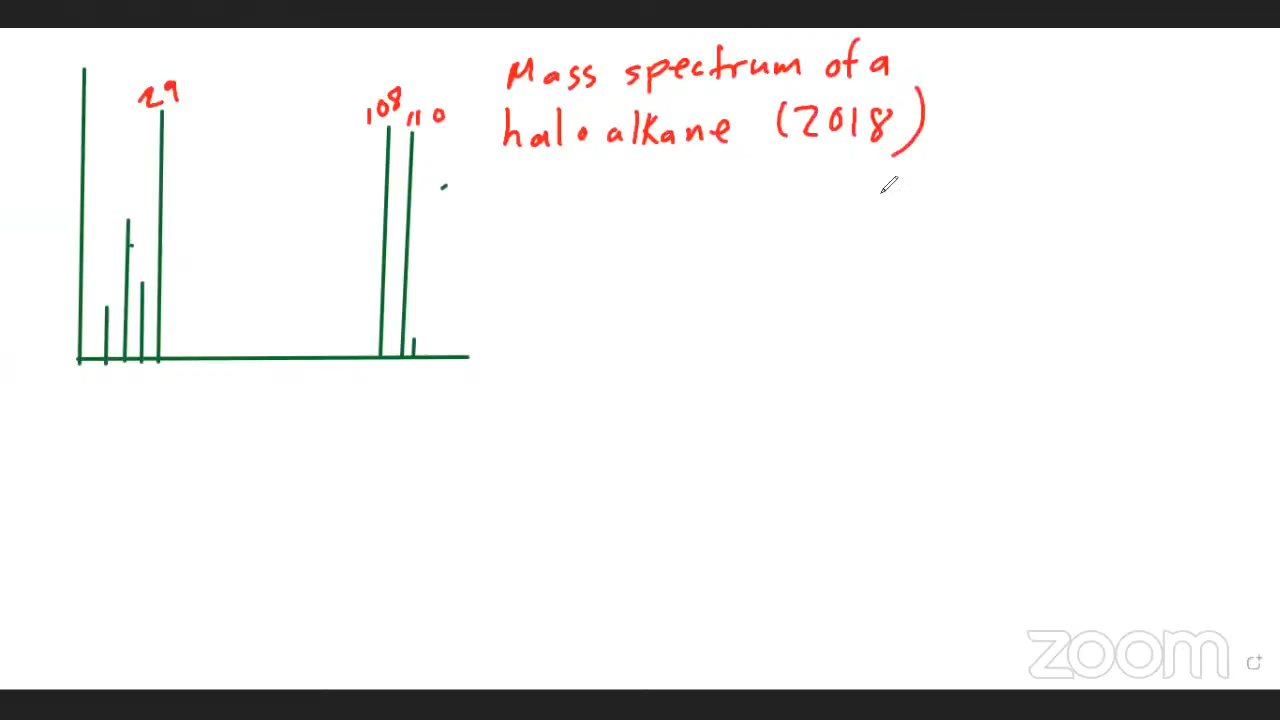 29
108 110
Mass spectrum of a
haloalkane (2018)
zoom